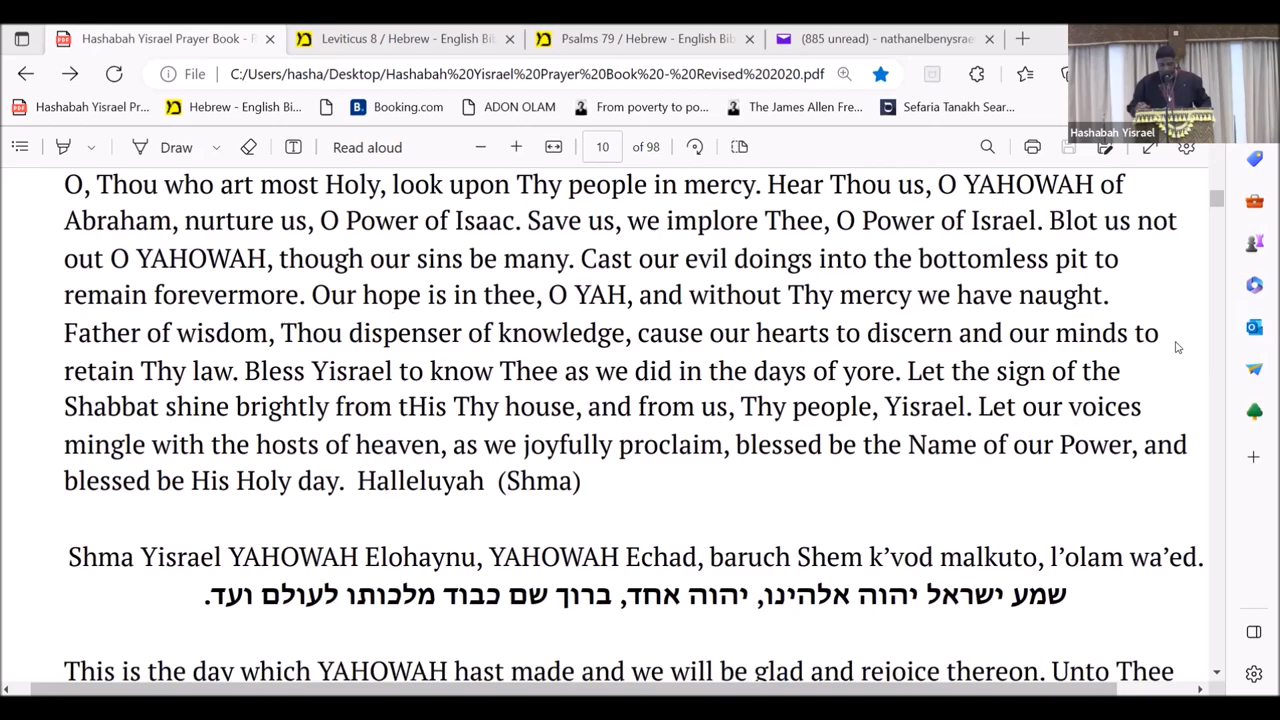 Hashabah Yisrael Prayer Book - R
Leviticus 8 / Hebrew - English Bi
Psalms 79 / Hebrew - English Bib
(885 unread) - nathanelbenysrae
File C:/Users/hasha/Desktop/Hashabah%20Yisrael%20Prayer%20Book%20-%20Revised%202020.pdf
Hashabah Yisrael Pr...
Hebrew - English Bi...
Booking.com
ADON OLAM
From poverty to po...
The James Allen Fre...
Sefaria Tanakh Sear...
Hashabah Yisrael
Draw
Read aloud
10 of 98
O, Thou who art most Holy, look upon Thy people in mercy. Hear Thou us, O YAHOWAH of
Abraham, nurture us, O Power of Isaac. Save us, we implore Thee, O Power of Israel. Blot us not
out O YAHOWAH, though our sins be many. Cast our evil doings into the bottomless pit to
remain forevermore. Our hope is in thee, O YAH, and without Thy mercy we have naught.
Father of wisdom, Thou dispenser of knowledge, cause our hearts to discern and our minds to
retain Thy law. Bless Yisrael to know Thee as we did in the days of yore. Let the sign of the
Shabbat shine brightly from tHis Thy house, and from us, Thy people, Yisrael. Let our voices
mingle with the hosts of heaven, as we joyfully proclaim, blessed be the Name of our Power, and
blessed be His Holy day. Halleluyah (Shma)
Shma Yisrael YAHOWAH Elohaynu, YAHOWAH Echad, baruch Shem k’vod malkuto, l’olam wa’ed.
שמע ישראל יהוה אלהינו, יהוה אחד, ברוך שם כבוד מלכותו לעולם ועד.
This is the day which YAHOWAH hast made and we will be glad and rejoice thereon. Unto Thee